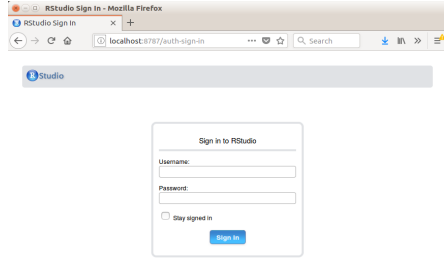 RStudio Sign In - Mozilla Firefox
RStudio Sign In
localhost:8787/auth-sign-in
Search
R Studio
Sign in to RStudio
Username:
Password:
Stay signed in
Sign In